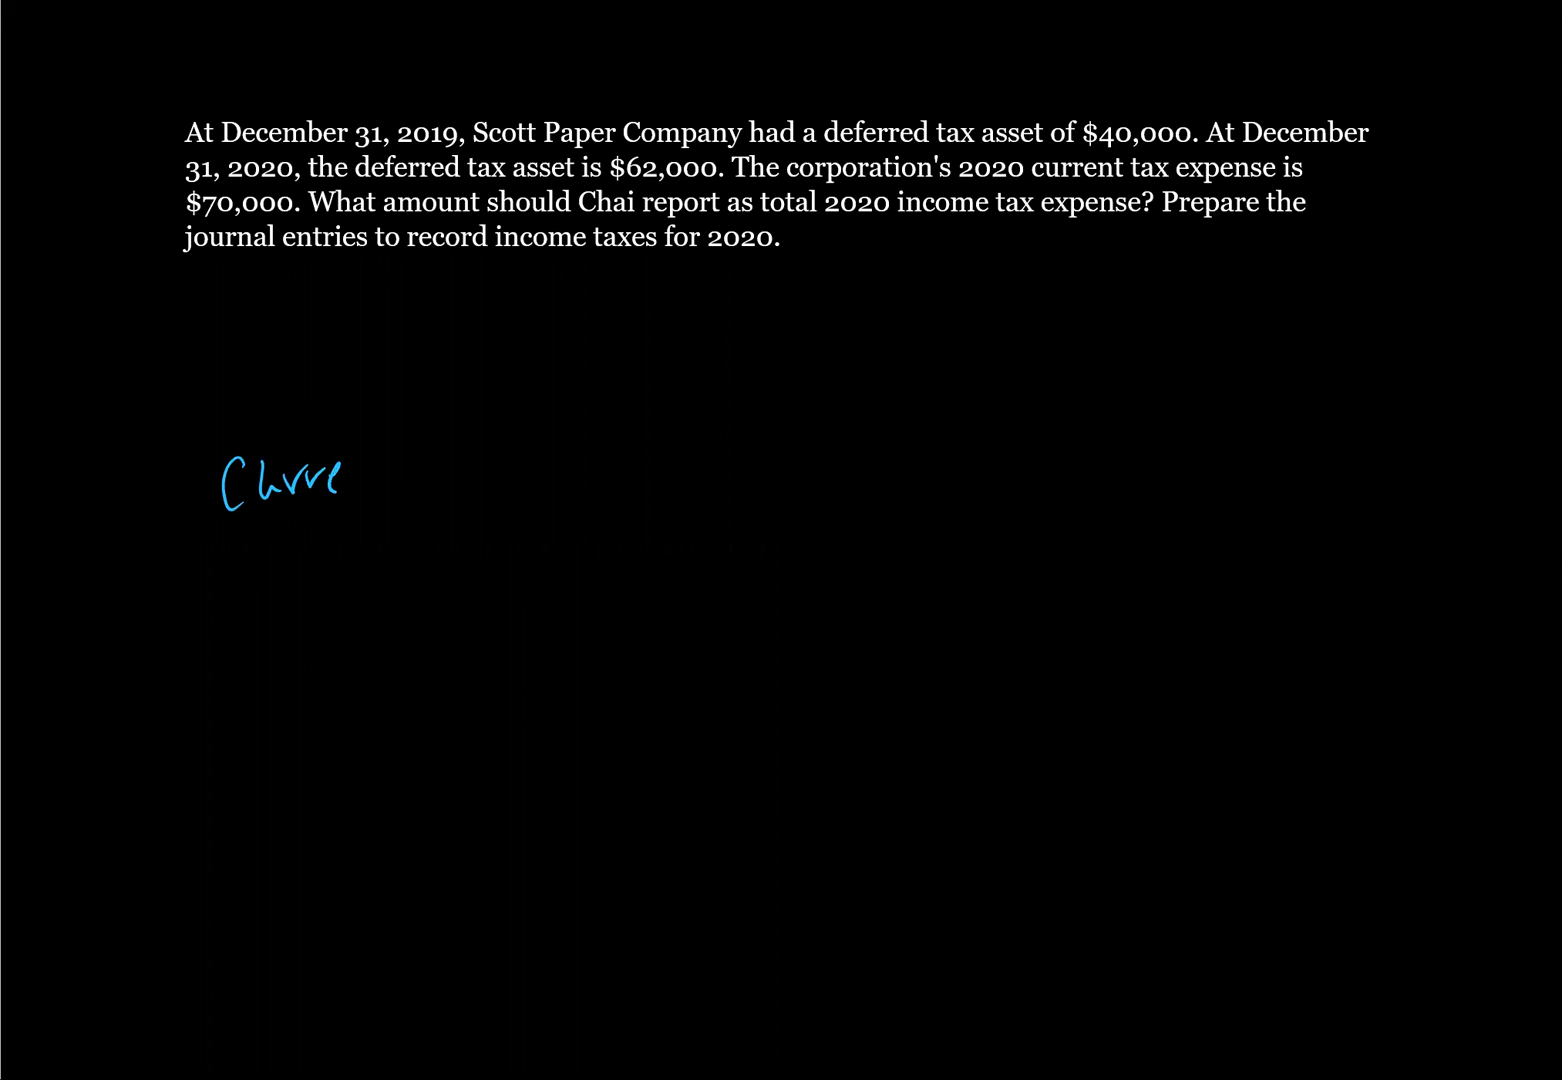 At December 31, 2019, Scott Paper Company had a deferred tax asset of $40,000. At December
31, 2020, the deferred tax asset is $62,000. The corporation's 2020 current tax expense is
$70,000. What amount should Chai report as total 2020 income tax expense? Prepare the
journal entries to record income taxes for 2020.
Curre